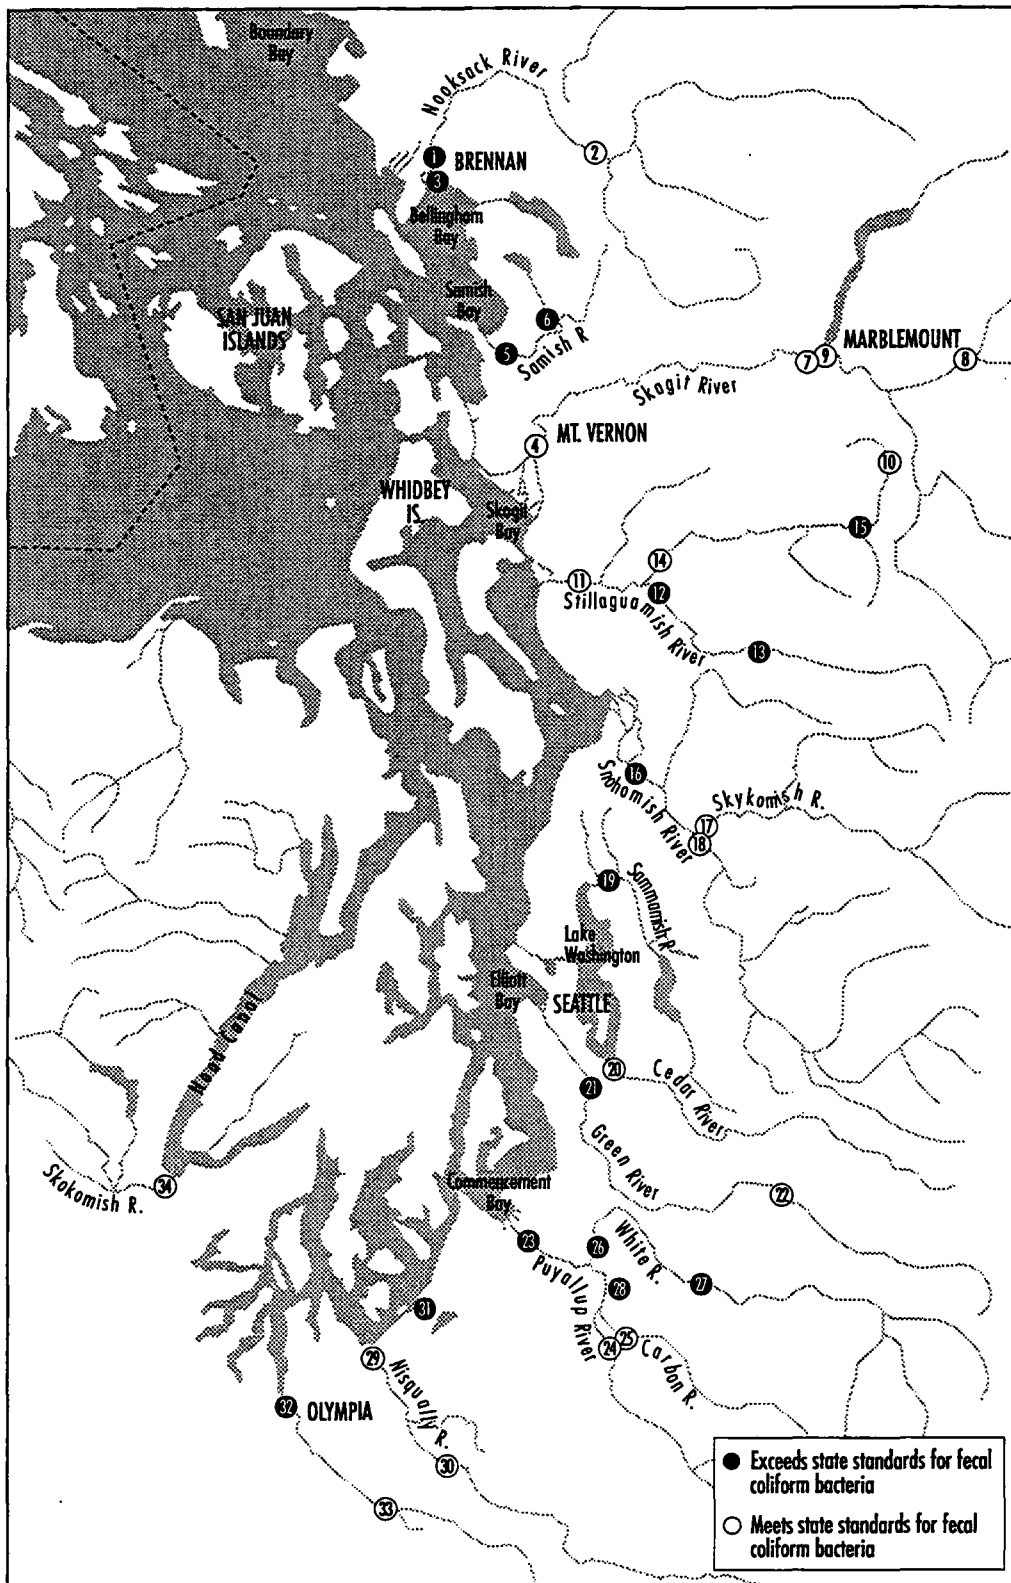 Boundary
Bay
Nooksack River
1
BRENNAN
2
3
Bellingham
Bay
Samish
Bay
SAN JUAN
ISLANDS
6
5
Samish R
MARBLEMOUNT
7
9
8
Skagit River
4
MT. VERNON
WHIDBEY
IS.
10
Skagit
Bay
15
14
11
12
Stillaguamish River
13
16
Snohomish River
Skykomish R.
17
18
19
Sammamish R.
Lake
Washington
Elliott
Bay
SEATTLE
Hood Canal
20
21
Cedar River
Green River
22
Skokomish R.
34
Commencement
Bay
23
26
White R.
27
Puyallup River
28
31
24
25
Carbon R.
29
Nisqually R.
32
OLYMPIA
30
33
Exceeds state standards for fecal
coliform bacteria
Meets state standards for fecal
coliform bacteria